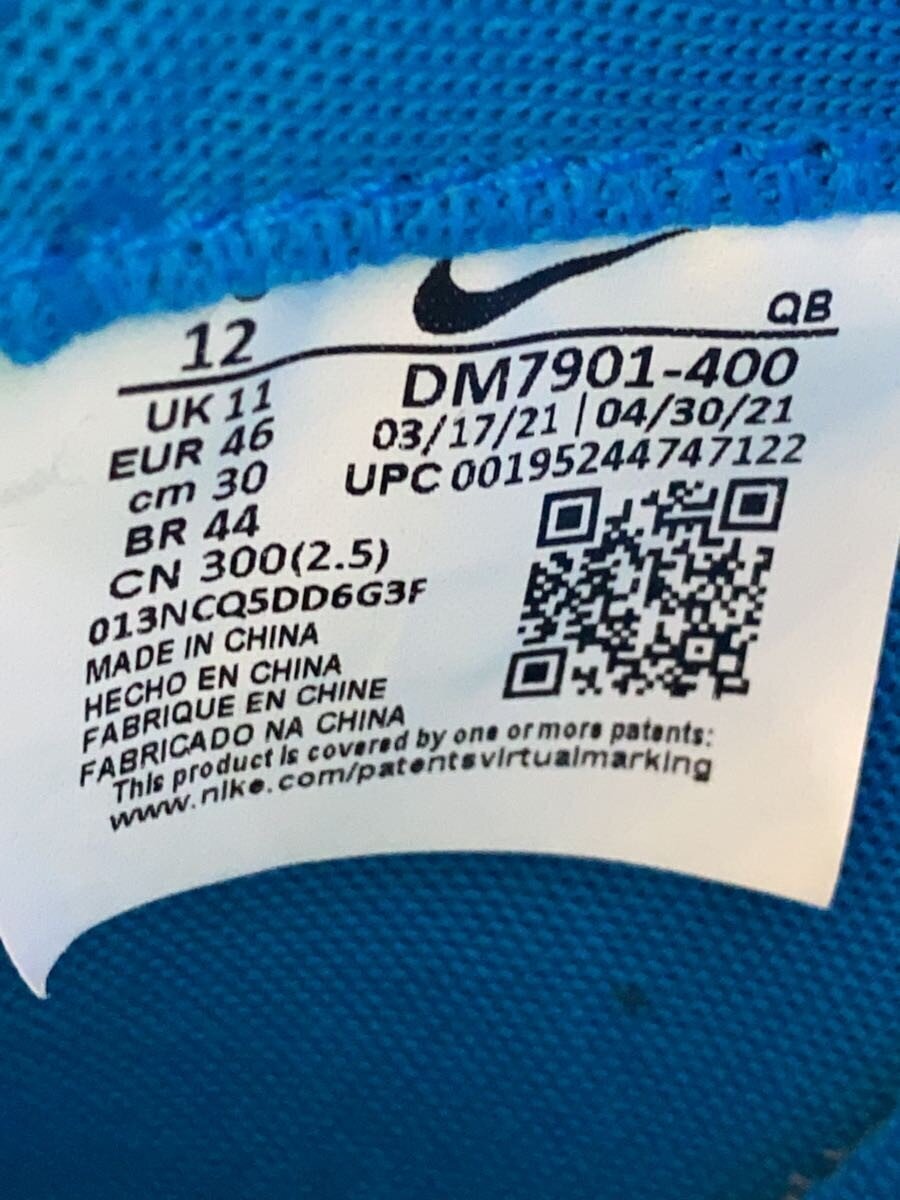 12
QB
UK 11
DM7901-400
EUR 46
03/17/21 | 04/30/21
cm 30
UPC 00195244747122
BR 44
CN 300(2.5)
013NCQ5DD6G3F
MADE IN CHINA
HECHO EN CHINA
FABRIQUE EN CHINE
FABRICADO NA CHINA
This product is covered by one or more patents:
www.nike.com/patentsvirtualmarking